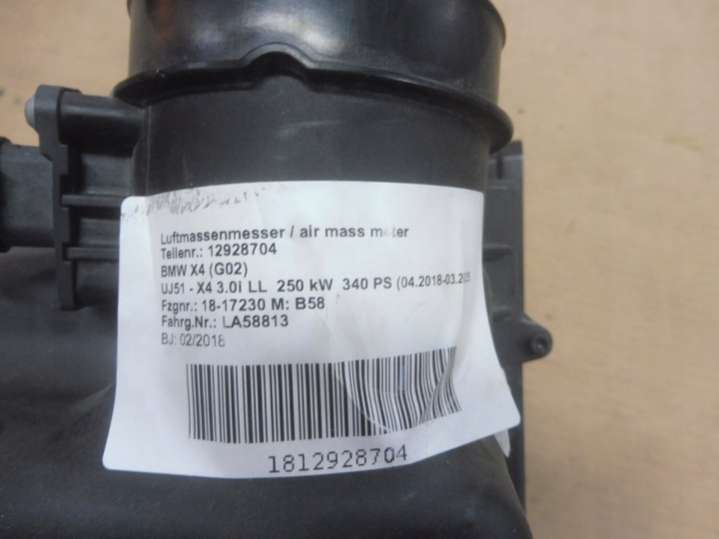 Luftmassenmesser / air mass meter
Teilenr.: 12928704
BMW X4 (G02)
UJ51 - X4 3.0i LL 250 kW 340 PS (04.2018-03.2
Fzgnr.: 18-17230 M: B58
Fahrg.Nr.: LA58813
BJ: 02/2018
1812928704